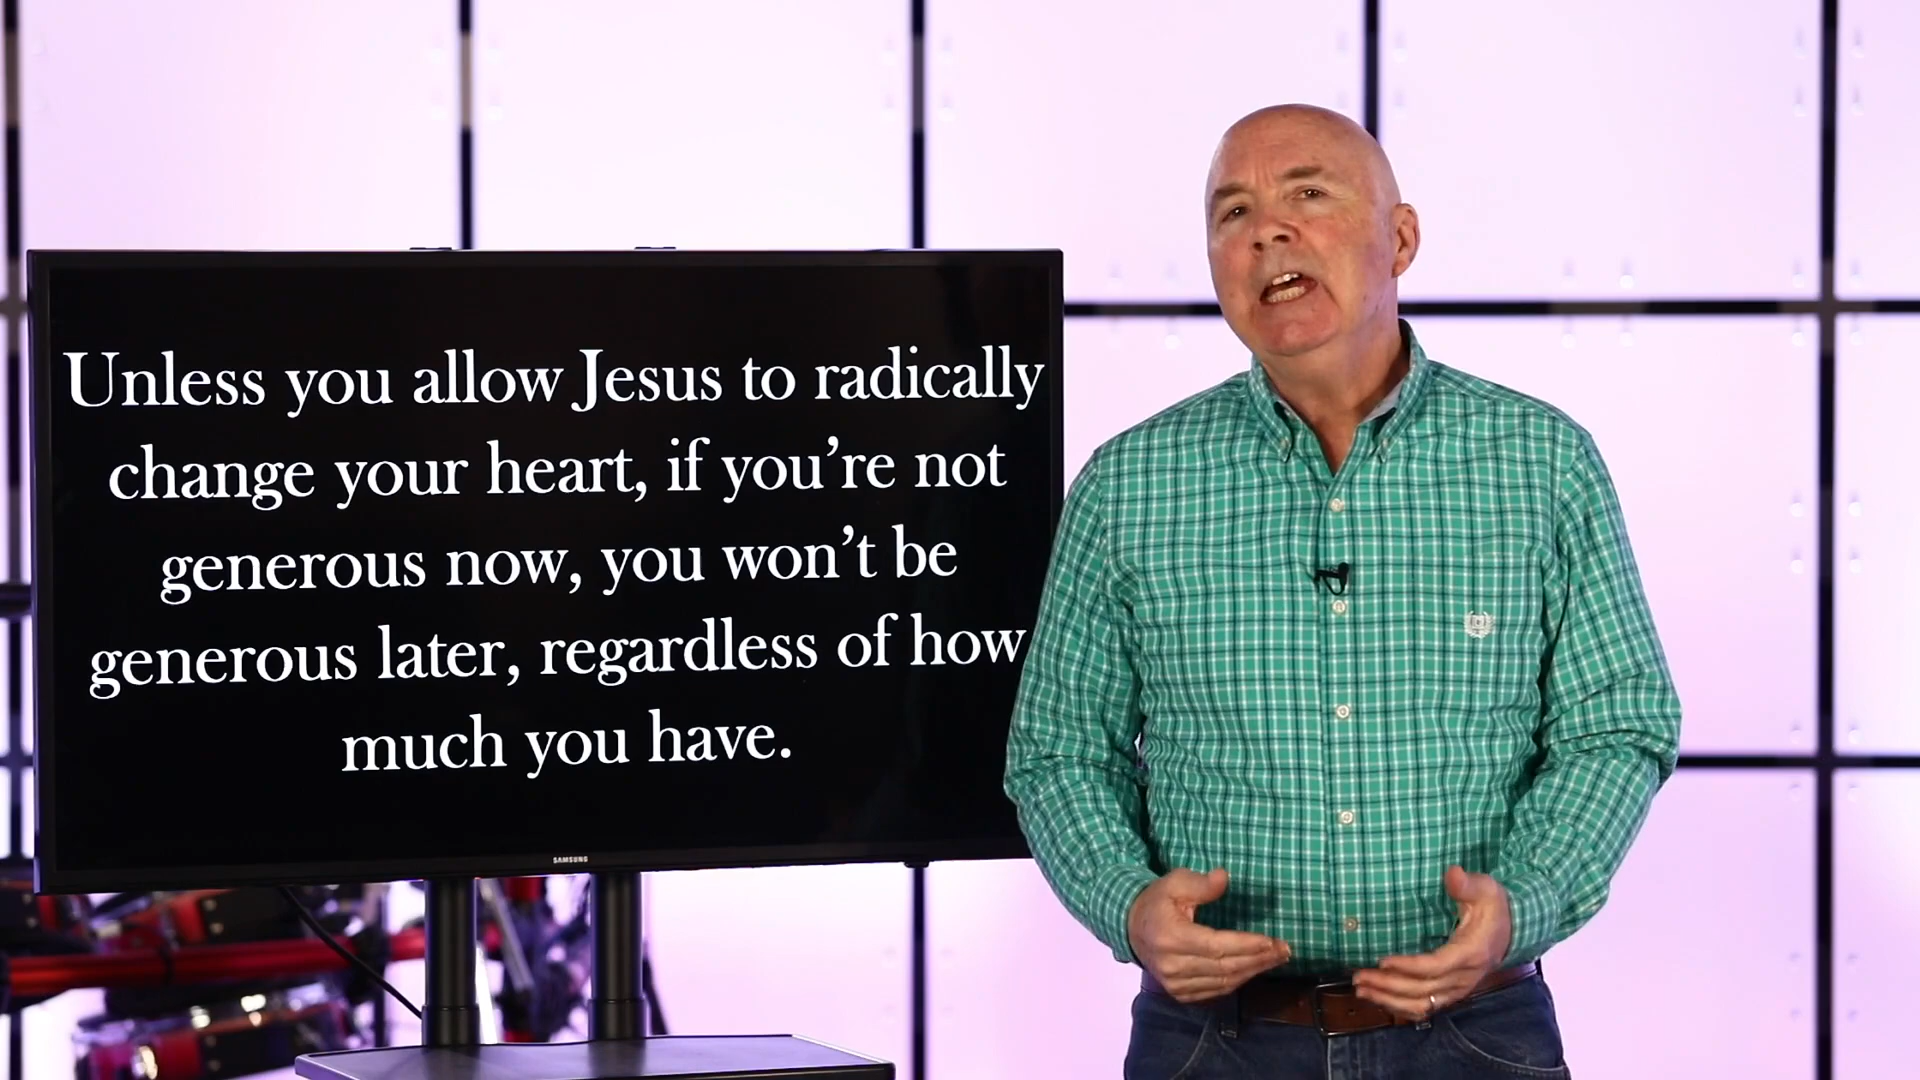 Unless you allow Jesus to radically
change your heart, if you’re not
generous now, you won’t be
generous later, regardless of how
much you have.
SAMSUNG